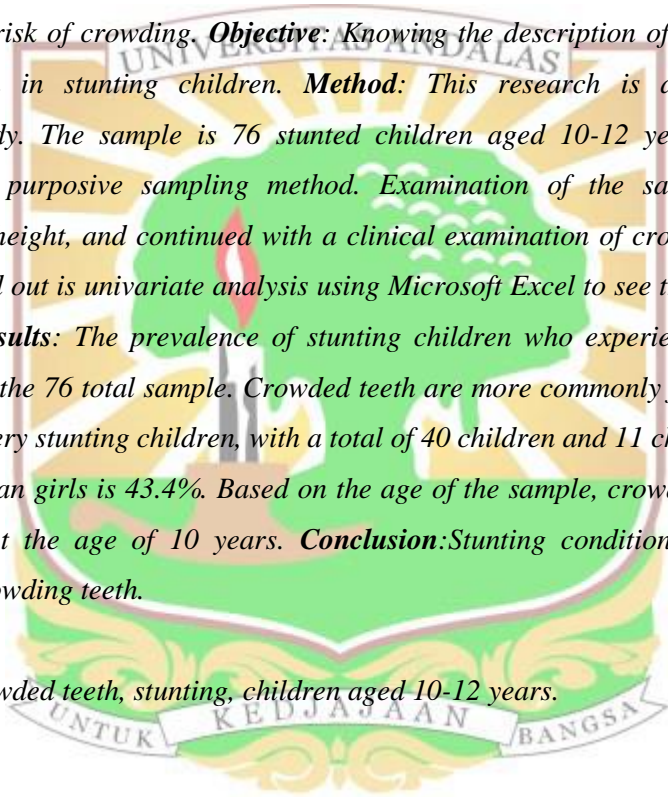 risk of crowding. Objective: Knowing the description of
UNIVERSITAS ANDALAS
in stunting children. Method: This research is a
dy. The sample is 76 stunted children aged 10-12 ye
purposive sampling method. Examination of the sa
height, and continued with a clinical examination of cro
d out is univariate analysis using Microsoft Excel to see t
sults: The prevalence of stunting children who experie
the 76 total sample. Crowded teeth are more commonly
ery stunting children, with a total of 40 children and 11 c
an girls is 43.4%. Based on the age of the sample, crow
t the age of 10 years. Conclusion:Stunting condition
owding teeth.
wded teeth, stunting, children aged 10-12 years.
UNTUK KEDJAJAAN BANGSA